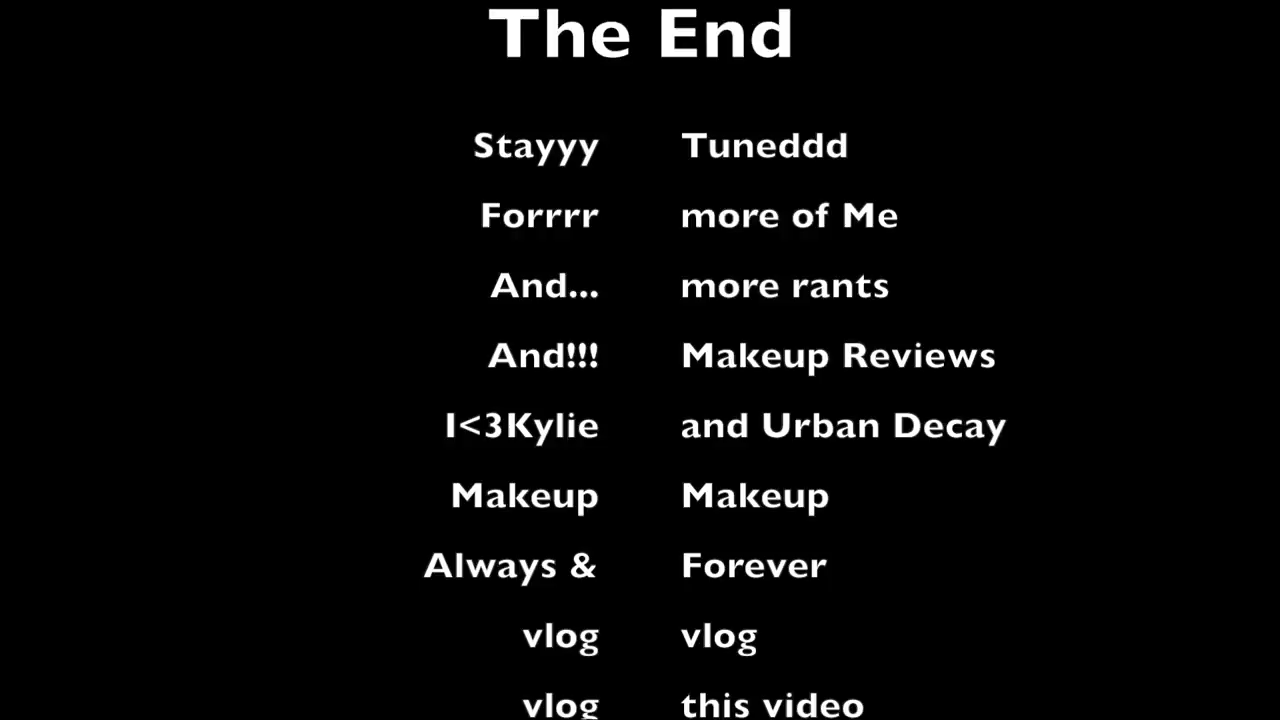 The End
Stayyy Tuneddd
Forrrr more of Me
And... more rants
And!!! Makeup Reviews
I<3Kylie and Urban Decay
Makeup Makeup
Always & Forever
vlog vlog
vlog this video